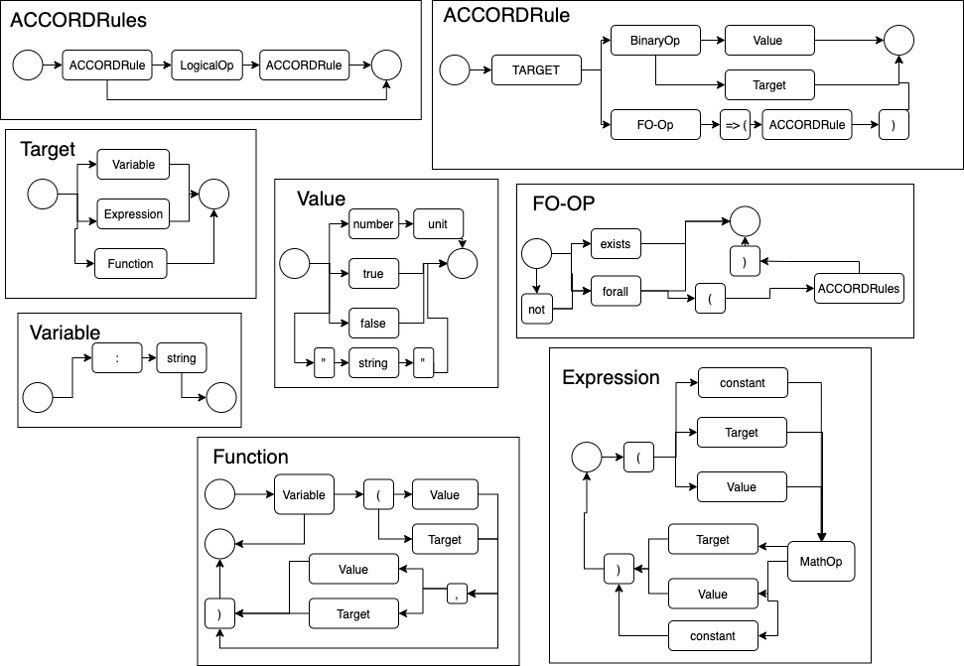 ACCORDRules
ACCORDRule
LogicalOp
ACCORDRule
ACCORDRule
TARGET
BinaryOp
Value
Target
FO-Op
=> (
ACCORDRule
)
Target
Variable
Expression
Function
Value
number
unit
true
false
"
string
"
FO-OP
not
exists
forall
(
)
ACCORDRules
Variable
:
string
Expression
(
constant
Target
Value
MathOp
Target
Value
constant
)
Function
Variable
(
Value
Target
Value
Target
,
)